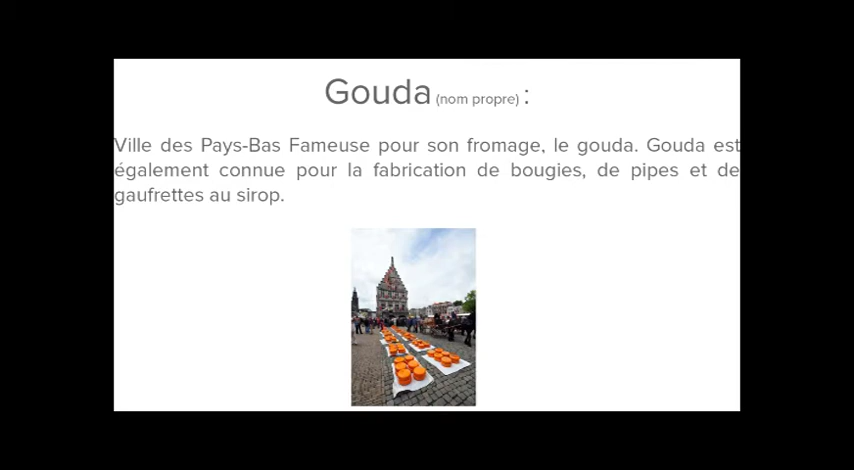 Gouda (nom propre) :
Ville des Pays-Bas Fameuse pour son fromage, le gouda. Gouda est
également connue pour la fabrication de bougies, de pipes et de
gaufrettes au sirop.